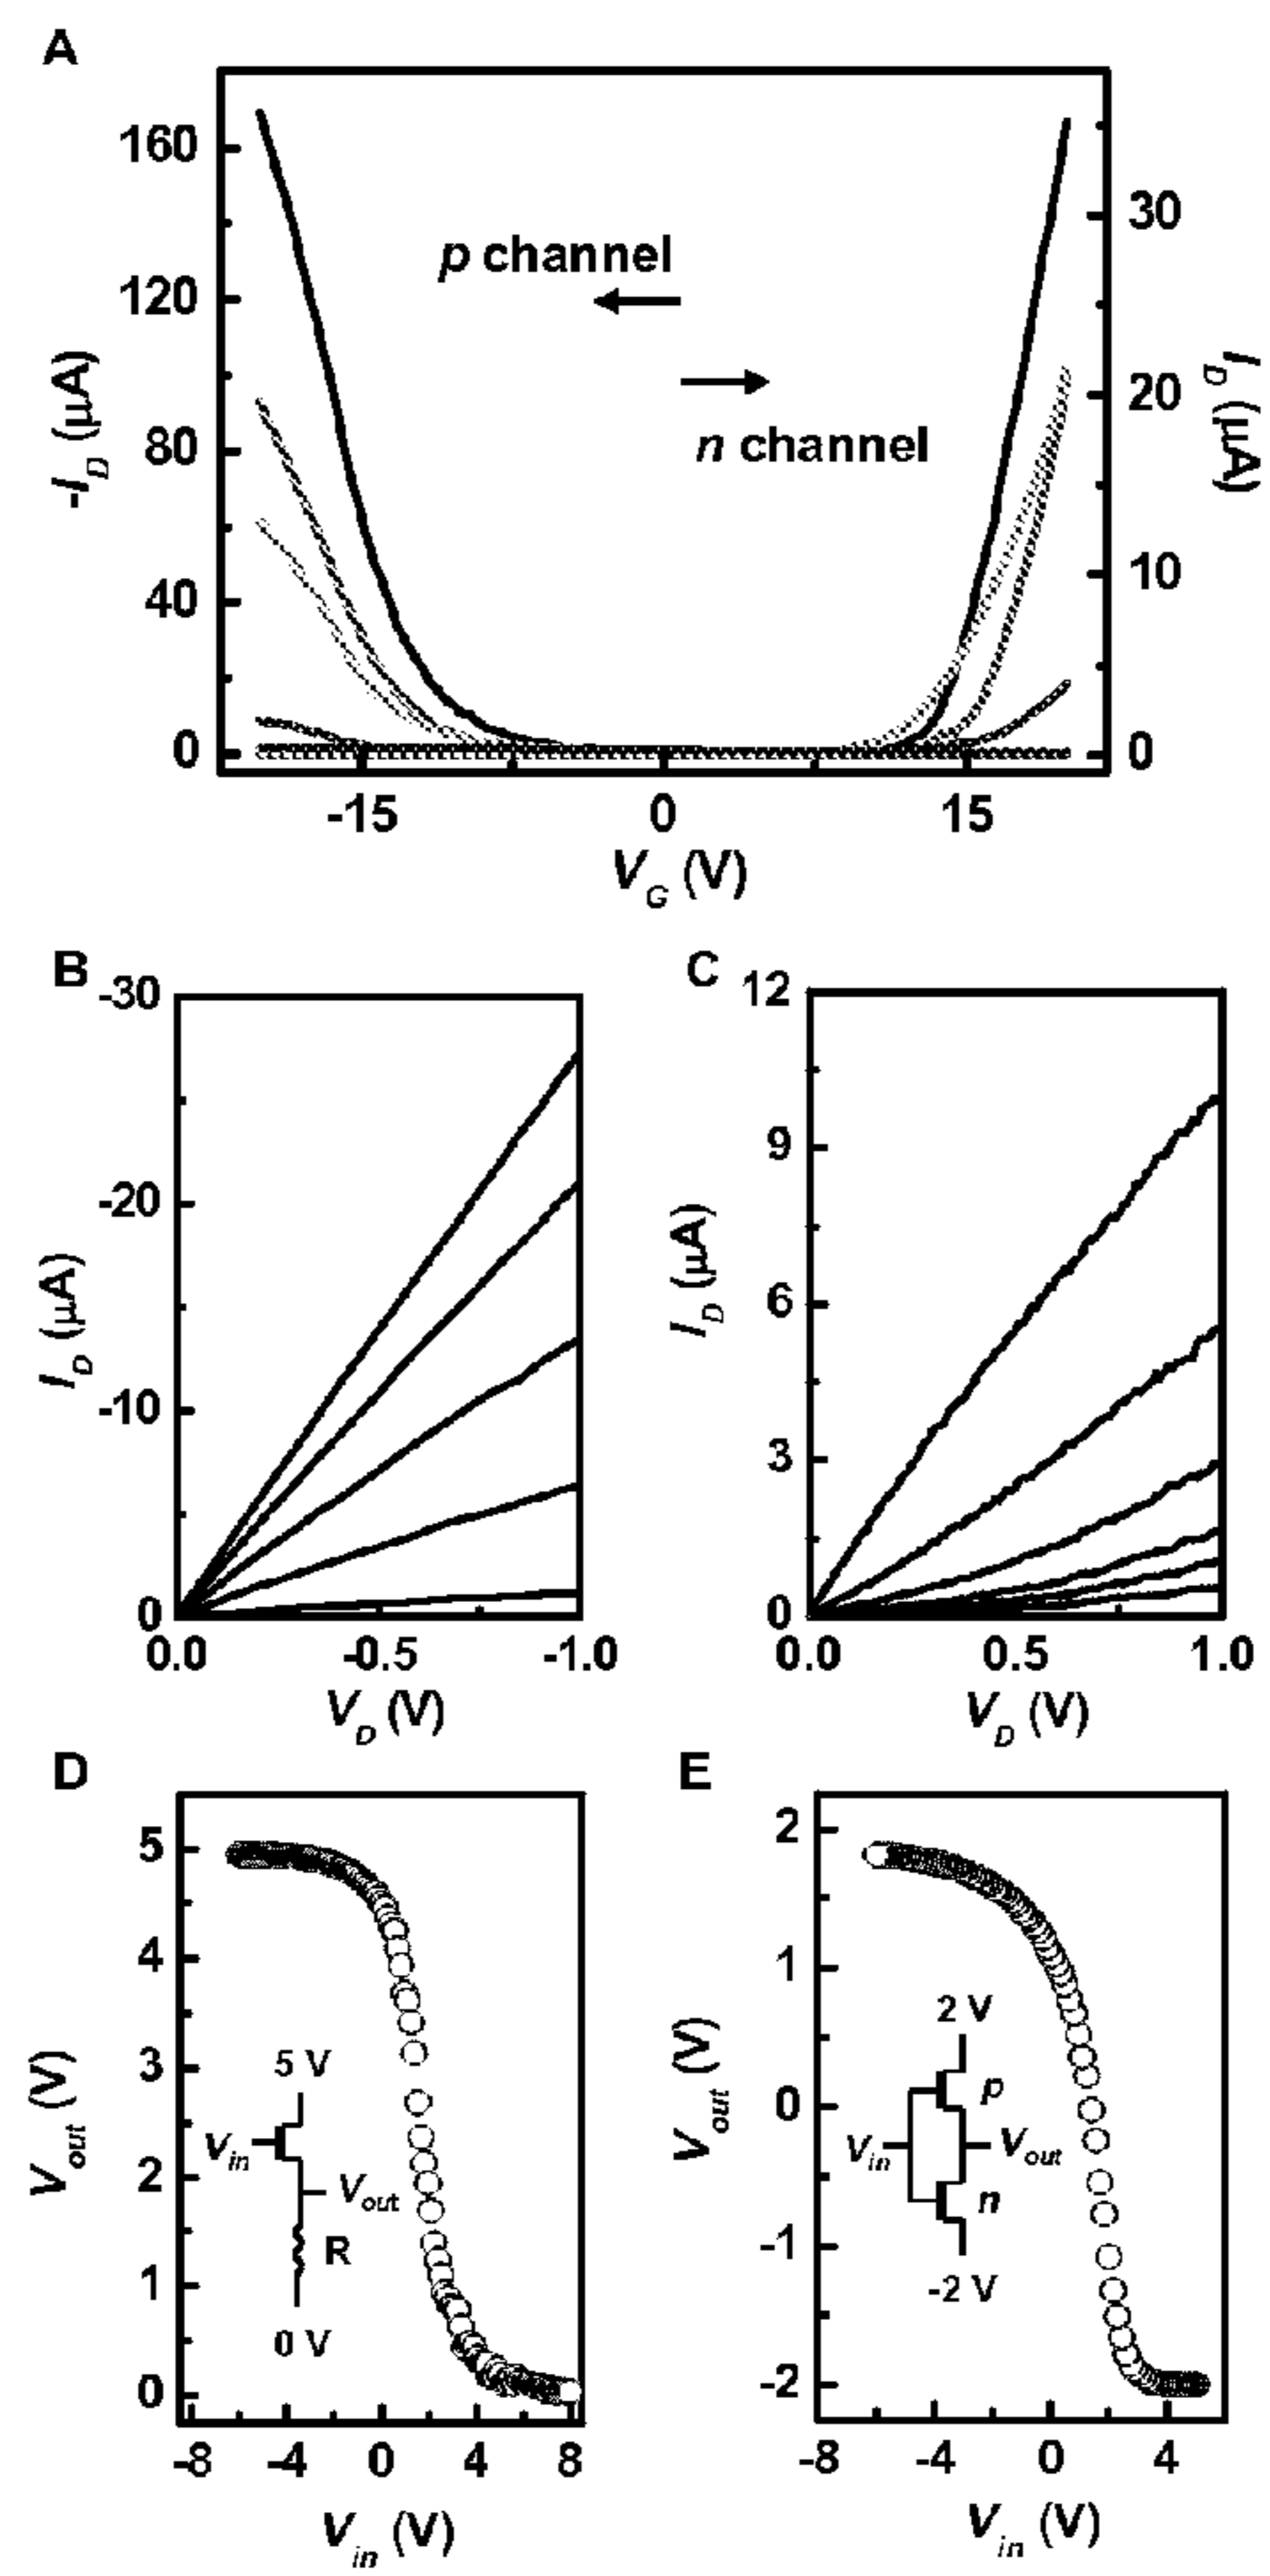 A
160
120
80
40
0
-I_D (μA)
p channel
n channel
30
20
10
0
I_D (μA)
-15 0 15
V_G (V)
B
-30
-20
-10
0
I_D (μA)
0.0 -0.5 -1.0
V_D (V)
C
12
9
6
3
0
I_D (μA)
0.0 0.5 1.0
V_D (V)
D
5
4
3
2
1
0
V_out (V)
5 V
V_in
V_out
R
0 V
-8 -4 0 4 8
V_in (V)
E
2
1
0
-1
-2
V_out (V)
2 V
p
V_in
V_out
n
-2 V
-8 -4 0 4
V_in (V)